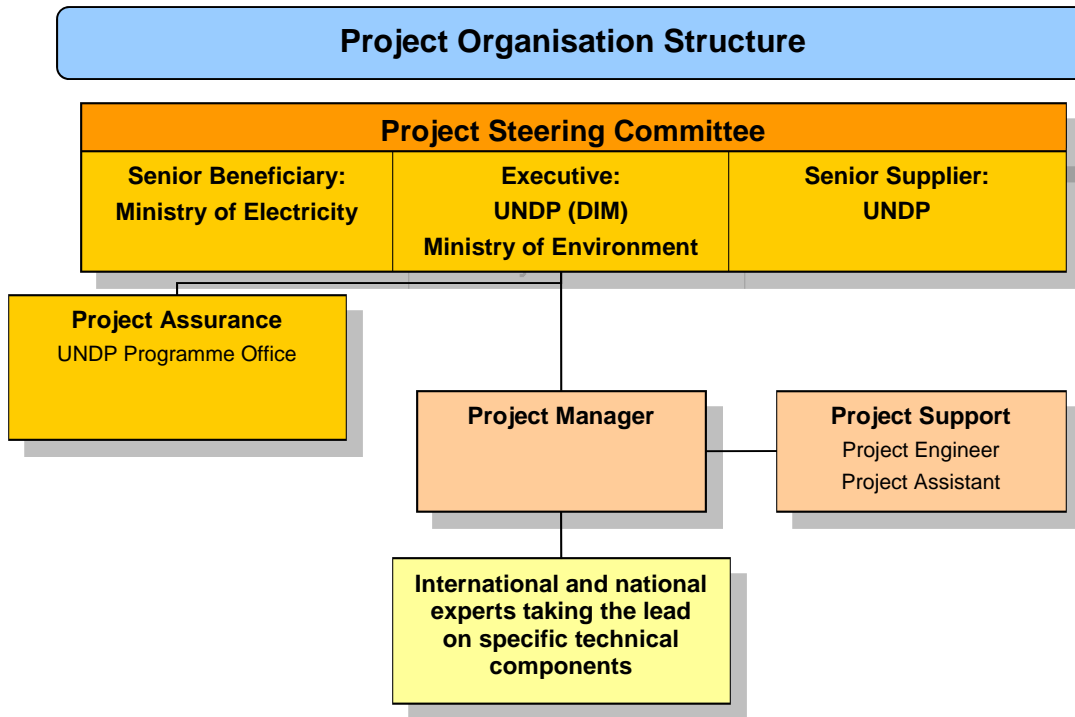 Project Organisation Structure
Project Steering Committee
Senior Beneficiary:
Ministry of Electricity
Executive:
UNDP (DIM)
Ministry of Environment
Senior Supplier:
UNDP
Project Assurance
UNDP Programme Office
Project Manager
Project Support
Project Engineer
Project Assistant
International and national
experts taking the lead
on specific technical
components